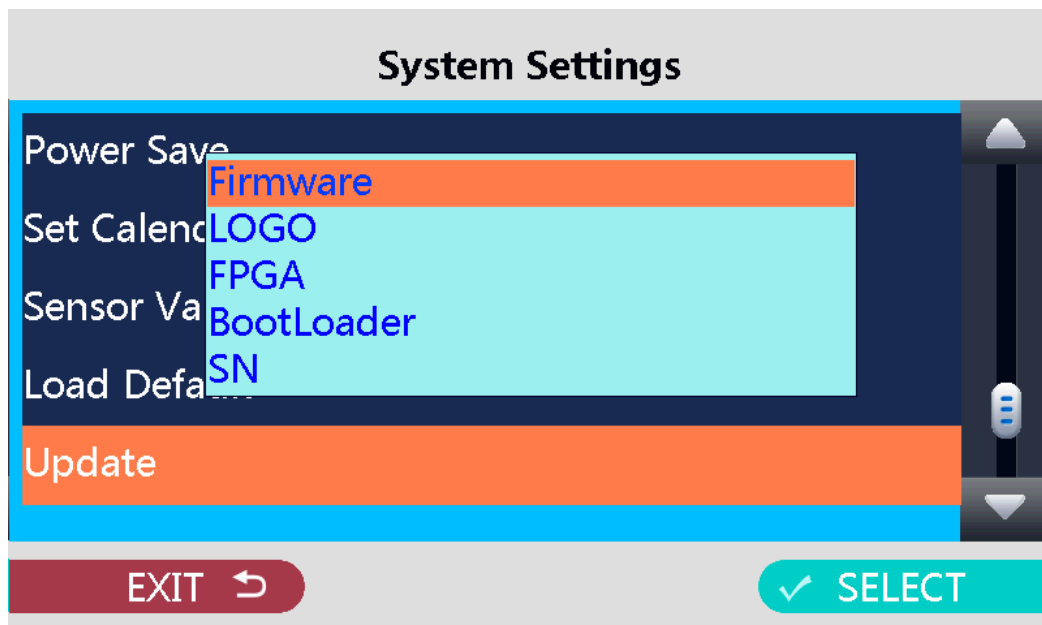 System Settings
Power Save
Firmware
Set Calend
LOGO
FPGA
Sensor Va
BootLoader
SN
Load Defa
Update
EXIT
SELECT